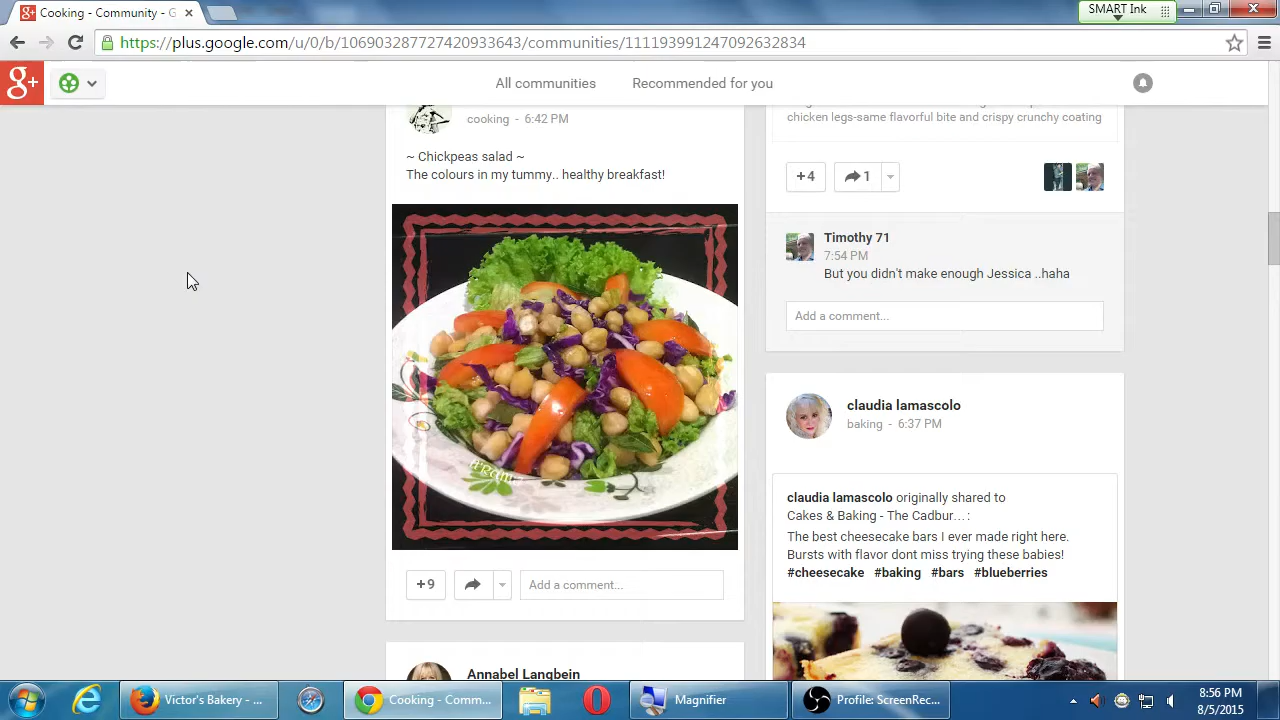 Cooking - Community - G
SMART Ink
https://plus.google.com/u/0/b/106903287727420933643/communities/111193991247092632834
g+
All communities
Recommended for you
cooking - 6:42 PM
~ Chickpeas salad ~
The colours in my tummy.. healthy breakfast!
+9
Add a comment...
Annabel Langbein
chicken legs-same flavorful bite and crispy crunchy coating
+4
1
Timothy 71
7:54 PM
But you didn't make enough Jessica ..haha
Add a comment...
claudia lamascolo
baking - 6:37 PM
claudia lamascolo originally shared to
Cakes & Baking - The Cadbur... :
The best cheesecake bars I ever made right here.
Bursts with flavor dont miss trying these babies!
#cheesecake #baking #bars #blueberries
Victor's Bakery - ...
Cooking - Comm...
Magnifier
Profile: ScreenRec...
8:56 PM
8/5/2015